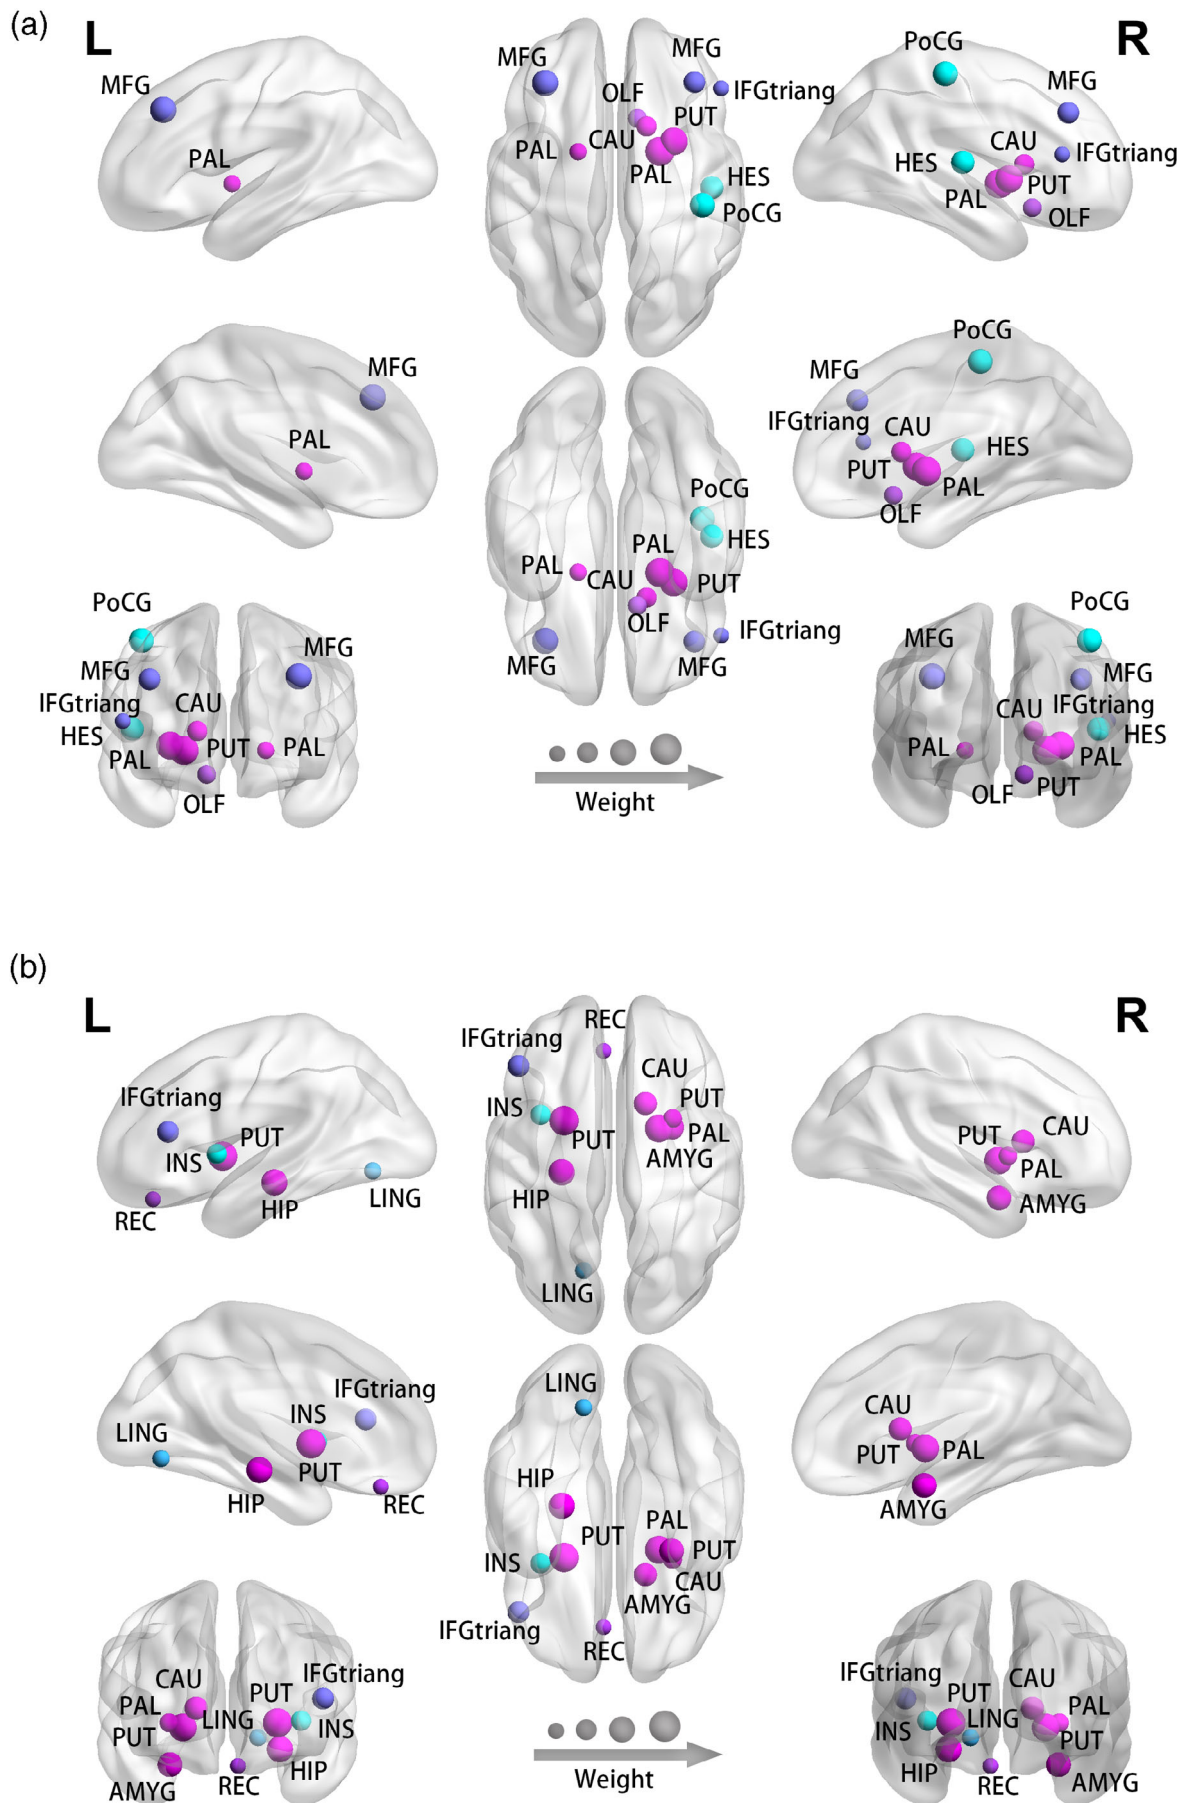 (a)
L
R
MFG
PAL
MFG
MFG
IFGtriang
OLF
PUT
CAU
PAL
PAL
HES
PoCG
PoCG
MFG
CAU
IFGtriang
HES
PAL
PUT
OLF
MFG
PAL
PoCG
HES
PAL
PAL
CAU
PUT
OLF
IFGtriang
MFG
MFG
PoCG
MFG
IFGtriang
CAU
HES
PUT
PAL
OLF
PoCG
MFG
MFG
IFGtriang
CAU
HES
PUT
PAL
PAL
OLF
Weight
PoCG
MFG
MFG
IFGtriang
CAU
HES
PAL
PAL
OLF
PUT
(b)
L
R
IFGtriang
PUT
INS
REC
HIP
LING
REC
IFGtriang
CAU
INS
PUT
PUT
PAL
AMYG
HIP
LING
PUT
CAU
PAL
AMYG
IFGtriang
INS
LING
PUT
HIP
REC
LING
HIP
PUT
PAL
INS
PUT
CAU
AMYG
IFGtriang
REC
CAU
PUT
PAL
AMYG
IFGtriang
CAU
PUT
PAL
LING
INS
PUT
HIP
AMYG
REC
Weight
IFGtriang
CAU
PUT
PAL
INS
LING
PUT
HIP
REC
AMYG